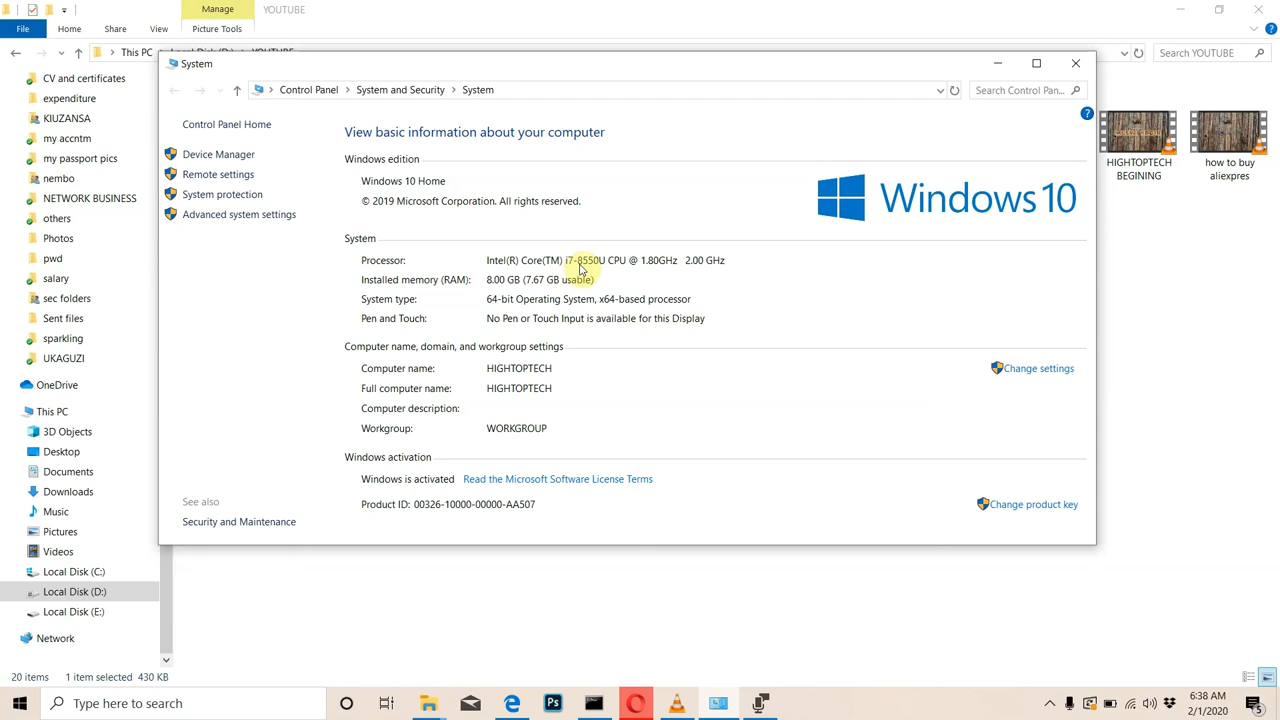 Manage
YOUTUBE
File
Home
Share
View
Picture Tools
This PC
Search YOUTUBE
CV and certificates
expenditure
KIUZANSA
my accntm
my passport pics
nembo
NETWORK BUSINESS
others
Photos
pwd
salary
sec folders
Sent files
sparkling
UKAGUZI
OneDrive
This PC
3D Objects
Desktop
Documents
Downloads
Music
Pictures
Videos
Local Disk (C:)
Local Disk (D:)
Local Disk (E:)
Network
20 items
1 item selected 430 KB
System
Control Panel
System and Security
System
Search Control Pan...
Control Panel Home
Device Manager
Remote settings
System protection
Advanced system settings
See also
Security and Maintenance
View basic information about your computer
Windows edition
Windows 10 Home
© 2019 Microsoft Corporation. All rights reserved.
Windows 10
System
Processor: Intel(R) Core(TM) i7-8550U CPU @ 1.80GHz 2.00 GHz
Installed memory (RAM): 8.00 GB (7.67 GB usable)
System type: 64-bit Operating System, x64-based processor
Pen and Touch: No Pen or Touch Input is available for this Display
Computer name, domain, and workgroup settings
Computer name: HIGHTOPTECH
Change settings
Full computer name: HIGHTOPTECH
Computer description:
Workgroup: WORKGROUP
Windows activation
Windows is activated Read the Microsoft Software License Terms
Product ID: 00326-10000-00000-AA507
Change product key
HIGHTOPTECH
BEGINING
how to buy
aliexpres
Type here to search
Ps
6:38 AM
2/1/2020
5